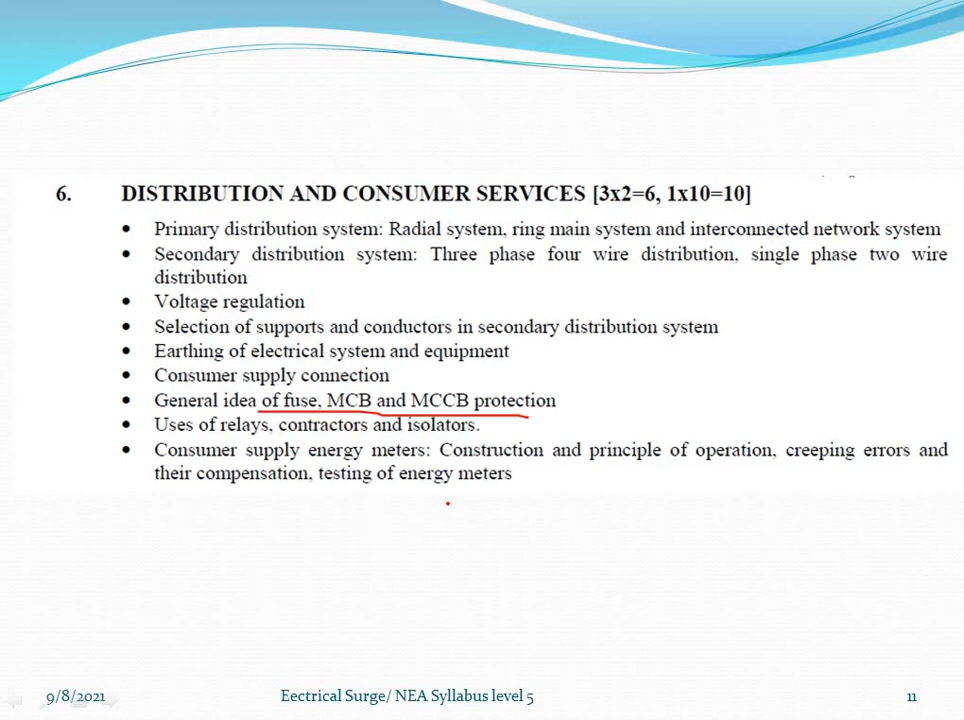 6. DISTRIBUTION AND CONSUMER SERVICES [3x2=6, 1x10=10]
• Primary distribution system: Radial system, ring main system and interconnected network system
• Secondary distribution system: Three phase four wire distribution, single phase two wire
distribution
• Voltage regulation
• Selection of supports and conductors in secondary distribution system
• Earthing of electrical system and equipment
• Consumer supply connection
• General idea of fuse, MCB and MCCB protection
• Uses of relays, contractors and isolators.
• Consumer supply energy meters: Construction and principle of operation, creeping errors and
their compensation, testing of energy meters
9/8/2021 Eectrical Surge/ NEA Syllabus level 5 11